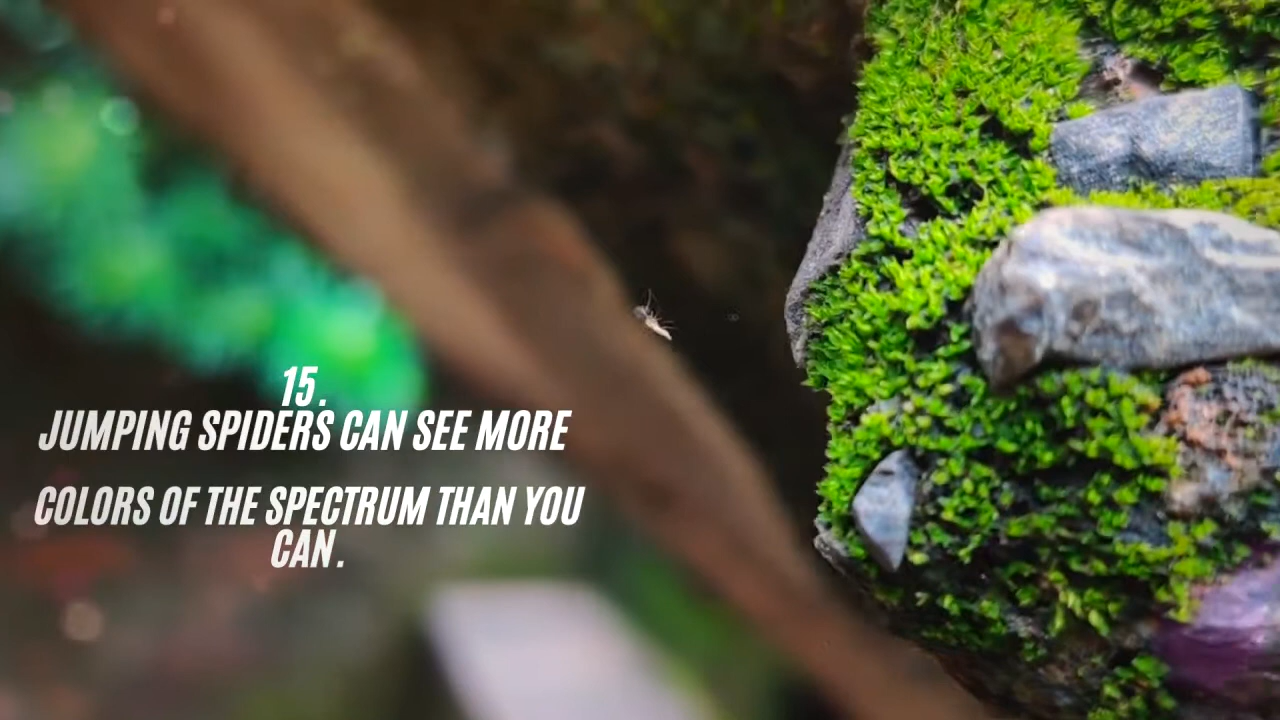 15.
JUMPING SPIDERS CAN SEE MORE
COLORS OF THE SPECTRUM THAN YOU
CAN.